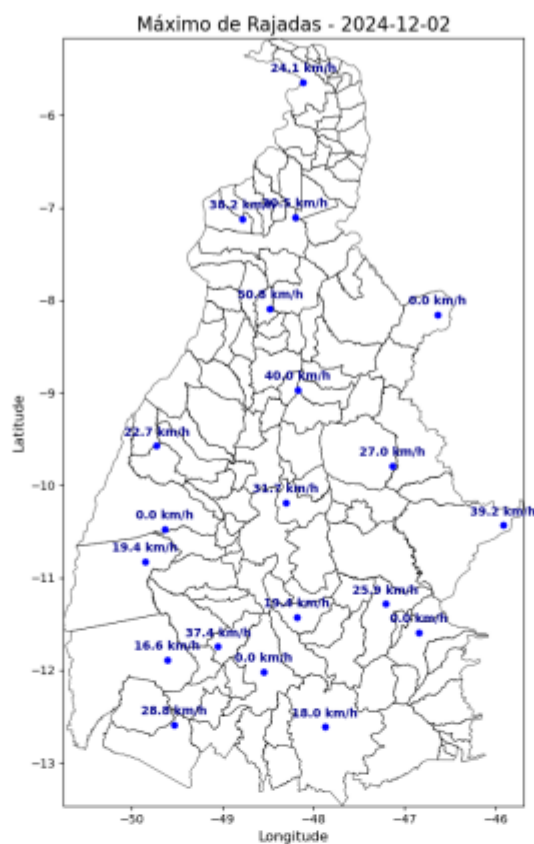 Máximo de Rajadas - 2024-12-02
24.1 km/h
38.2 km/h
km/h
50.8 km/h
0.0 km/h
40.0 km/h
22.7 km/h
27.0 km/h
31.7 km/h
0.0 km/h
39.2 km/h
19.4 km/h
25.9 km/h
19.4 km/h
0.0 km/h
37.4 km/h
16.6 km/h
0.0 km/h
28.8 km/h
18.0 km/h
−6
−7
−8
−9
−10
−11
−12
−13
Latitude
−50 −49 −48 −47 −46
Longitude